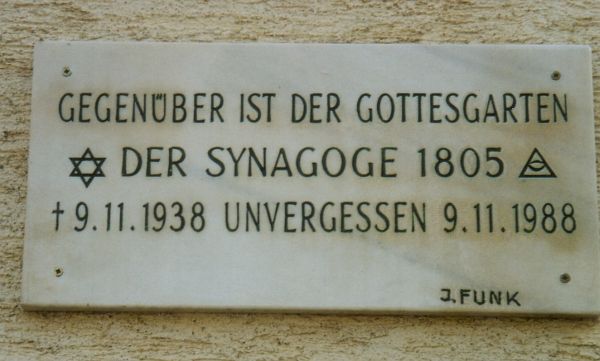 GEGENÜBER IST DER GOTTESGARTEN
✡ DER SYNAGOGE 1805
† 9.11.1938 UNVERGESSEN 9.11.1988
J. FUNK